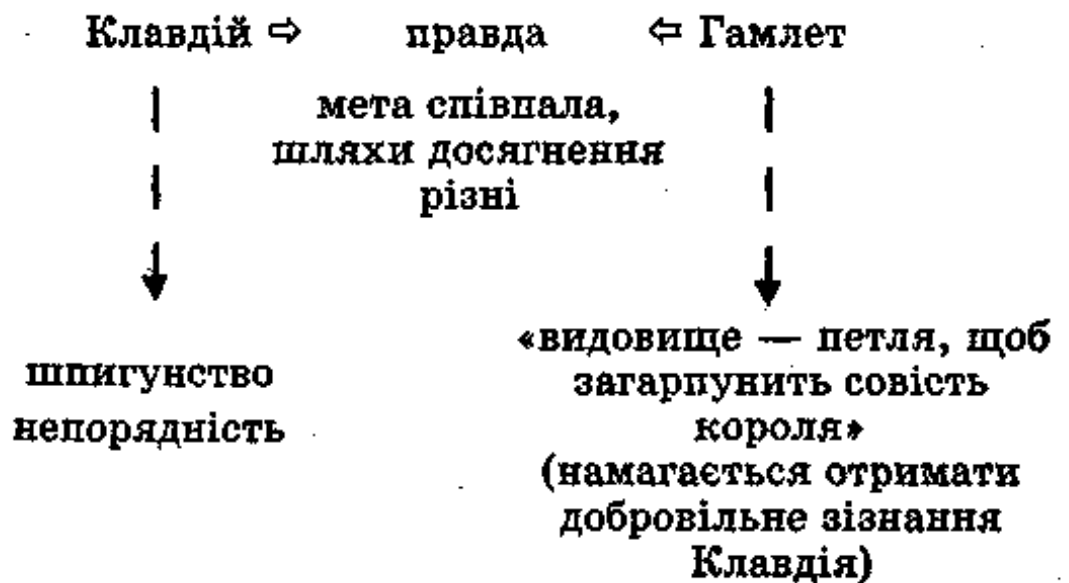 Клавдій ⇨ правда ⇦ Гамлет
мета співпала,
шляхи досягнення
різні
шпигунство
непорядність
«видовище — петля, щоб
загарпунить совість
короля»
(намагається отримати
добровільне зізнання
Клавдія)